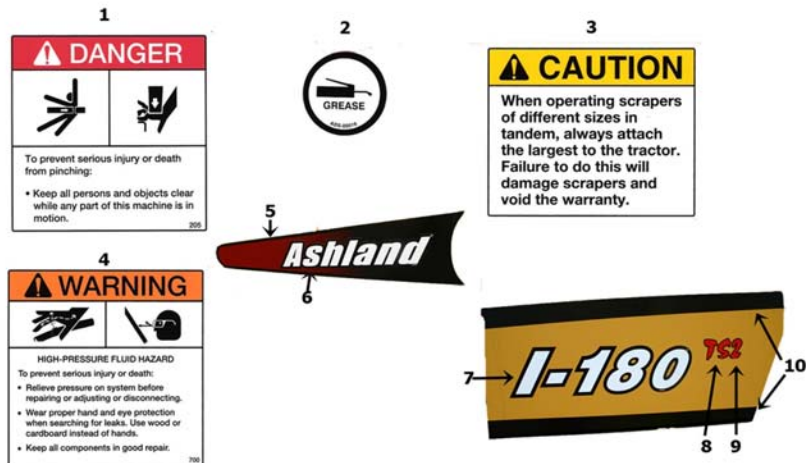 1
DANGER
To prevent serious injury or death
from pinching:
• Keep all persons and objects clear
while any part of this machine is in
motion.
205
2
GREASE
3
CAUTION
When operating scrapers
of different sizes in
tandem, always attach
the largest to the tractor.
Failure to do this will
damage scrapers and
void the warranty.
4
WARNING
HIGH-PRESSURE FLUID HAZARD
To prevent serious injury or death:
• Relieve pressure on system before
repairing or adjusting or disconnecting.
• Wear proper hand and eye protection
when searching for leaks. Use wood or
cardboard instead of hands.
• Keep all components in good repair.
700
5
Ashland
6
7
I-180 TS2
8
9
10